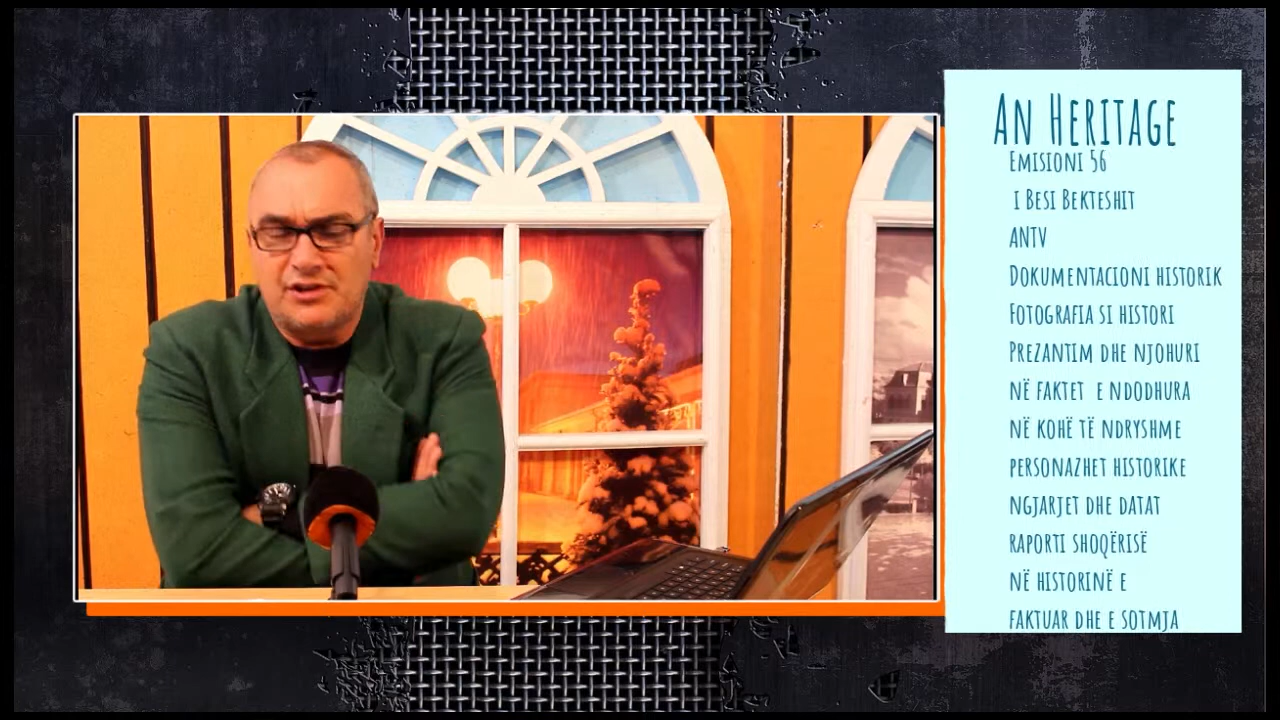 An Heritage
Emisioni 56
i Besi Bekteshit
ANTV
Dokumentacioni historik
Fotografia si histori
Prezantim dhe njohuri
në faktet e ndodhura
në kohë të ndryshme
personazhet historike
ngjarjet dhe datat
raporti shoqërisë
në historinë e
faktuar dhe e sotmja